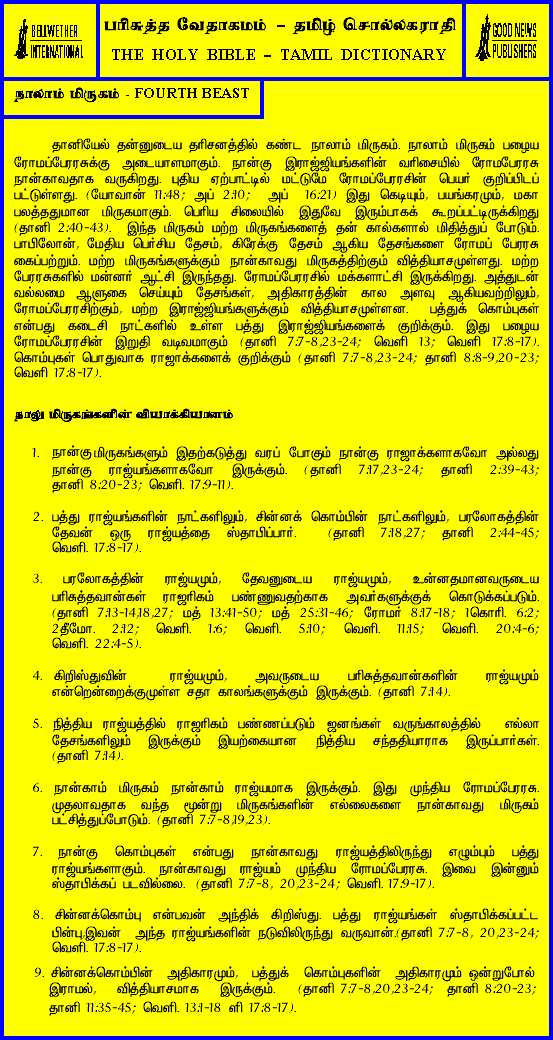 BELLWETHER
INTERNATIONAL
பரிசுத்த வேதாகமம் – தமிழ் சொல்லகராதி
THE HOLY BIBLE – TAMIL DICTIONARY
GOOD NEWS
PUBLISHERS
நாலாம் மிருகம் - FOURTH BEAST
தானியேல் தன்னுடைய தரிசனத்தில் கண்ட நாலாம் மிருகம். நாலாம் மிருகம் பழைய
ரோமப்பேரரசுக்கு அடையாளமாகும். நான்கு இராஜ்ஜியங்களின் வரிசையில் ரோமபேரரசு
நான்காவதாக வருகிறது. புதிய ஏற்பாட்டில் மட்டுமே ரோமப்பேரரசின் பெயர் குறிப்பிடப்
பட்டுள்ளது. (யோவான் 11:48; அப் 2:10; அப் 16:21) இது கெடியும், பயங்கரமும், மகா
பலத்ததுமான மிருகமாகும். பெரிய சிலையில் இதுவே இரும்பாகக் கூறப்பட்டிருக்கிறது
(தானி 2:40-43). இந்த மிருகம் மற்ற மிருகங்களைத் தன் கால்களால் மிதித்துப் போடும்.
பாபிலோன், மேதிய பெர்சிய தேசம், கிரேக்கு தேசம் ஆகிய தேசங்களை ரோமப் பேரரசு
கைப்பற்றும். மற்ற மிருகங்களுக்கும் நான்காவது மிருகத்திற்கும் வித்தியாசமுள்ளது. மற்ற
பேரரசுகளில் மன்னர் ஆட்சி இருந்தது. ரோமப்பேரரசில் மக்களாட்சி இருக்கிறது. அத்துடன்
வல்லமை ஆளுகை செய்யும் தேசங்கள், அதிகாரத்தின் கால அளவு ஆகியவற்றிலும்,
ரோமப்பேரசிற்கும், மற்ற இராஜ்ஜியங்களுக்கும் வித்தியாசமுள்ளன. பத்துக் கொம்புகள்
என்பது கடைசி நாட்களில் உள்ள பத்து இராஜ்ஜியங்களைக் குறிக்கும். இது பழைய
ரோமப்பேரரசின் இறுதி வடிவமாகும் (தானி 7:7-8,23-24; வெளி 13; வெளி 17:8-17).
கொம்புகள் பொதுவாக ராஜாக்களைக் குறிக்கும் (தானி 7:7-8,23-24; தானி 8:8-9,20-23;
வெளி 17:8-17).
நாலு மிருகங்களின் வியாக்கியானம்
1. நான்கு மிருகங்களும் இதற்கடுத்து வரப் போகும் நான்கு ராஜாக்களாகவோ அல்லது
நான்கு ராஜ்யங்களாகவோ இருக்கும். (தானி 7:17,23-24; தானி 2:39-43;
தானி 8:20-23; வெளி. 17:9-11).
2. பத்து ராஜ்யங்களின் நாட்களிலும், சின்னக் கொம்பின் நாட்களிலும், பரலோகத்தின்
தேவன் ஒரு ராஜ்யத்தை ஸ்தாபிப்பார். (தானி 7:18,27; தானி 2:44-45;
வெளி. 17:8-17).
3. பரலோகத்தின் ராஜ்யமும், தேவனுடைய ராஜ்யமும், உன்னதமானவருடைய
பரிசுத்தவான்கள் ராஜரிகம் பண்ணுவதற்காக அவர்களுக்குக் கொடுக்கப்படும்.
(தானி 7:13-14,18,27; மத் 13:41-50; மத் 25:31-46; ரோமர் 8:17-18; 1கொரி. 6:2;
2தீமோ. 2:12; வெளி. 1:6; வெளி. 5:10; வெளி. 11:15; வெளி. 20:4-6;
வெளி. 22:4-5).
4. கிறிஸ்துவின் ராஜ்யமும், அவருடைய பரிசுத்தவான்களின் ராஜ்யமும்
என்றென்றைக்குமுள்ள சதா காலங்களுக்கும் இருக்கும். (தானி 7:14).
5. நித்திய ராஜ்யத்தில் ராஜரிகம் பண்ணப்படும் ஜனங்கள் வருங்காலத்தில் எல்லா
தேசங்களிலும் இருக்கும் இயற்கையான நித்திய சந்ததியாராக இருப்பார்கள்.
(தானி 7:14).
6. நான்காம் மிருகம் நான்காம் ராஜ்யமாக இருக்கும். இது முந்திய ரோமப்பேரரசு.
முதலாவதாக வந்த மூன்று மிருகங்களின் எல்லைகளை நான்காவது மிருகம்
பட்சித்துப்போடும். (தானி 7:7-8,19,23).
7. நான்கு கொம்புகள் என்பது நான்காவது ராஜ்யத்திலிருந்து எழும்பும் பத்து
ராஜ்யங்களாகும். நான்காவது ராஜ்யம் முந்திய ரோமப்பேரரசு. இவை இன்னும்
ஸ்தாபிக்கப் படவில்லை. (தானி 7:7-8, 20,23-24; வெளி. 17:9-17).
8. சின்னக்கொம்பு என்பவன் அந்திக் கிறிஸ்து. பத்து ராஜ்யங்கள் ஸ்தாபிக்கப்பட்ட
பின்பு,இவன் அந்த ராஜ்யங்களின் நடுவிலிருந்து வருவான்.(தானி 7:7-8, 20,23-24;
வெளி. 17:8-17).
9. சின்னக்கொம்பின் அதிகாரமும், பத்துக் கொம்புகளின் அதிகாரமும் ஒன்றுபோல்
இராமல், வித்தியாசமாக இருக்கும். (தானி 7:7-8,20,23-24; தானி 8:20-23;
தானி 11:35-45; வெளி. 13:1-18 ளி 17:8-17).